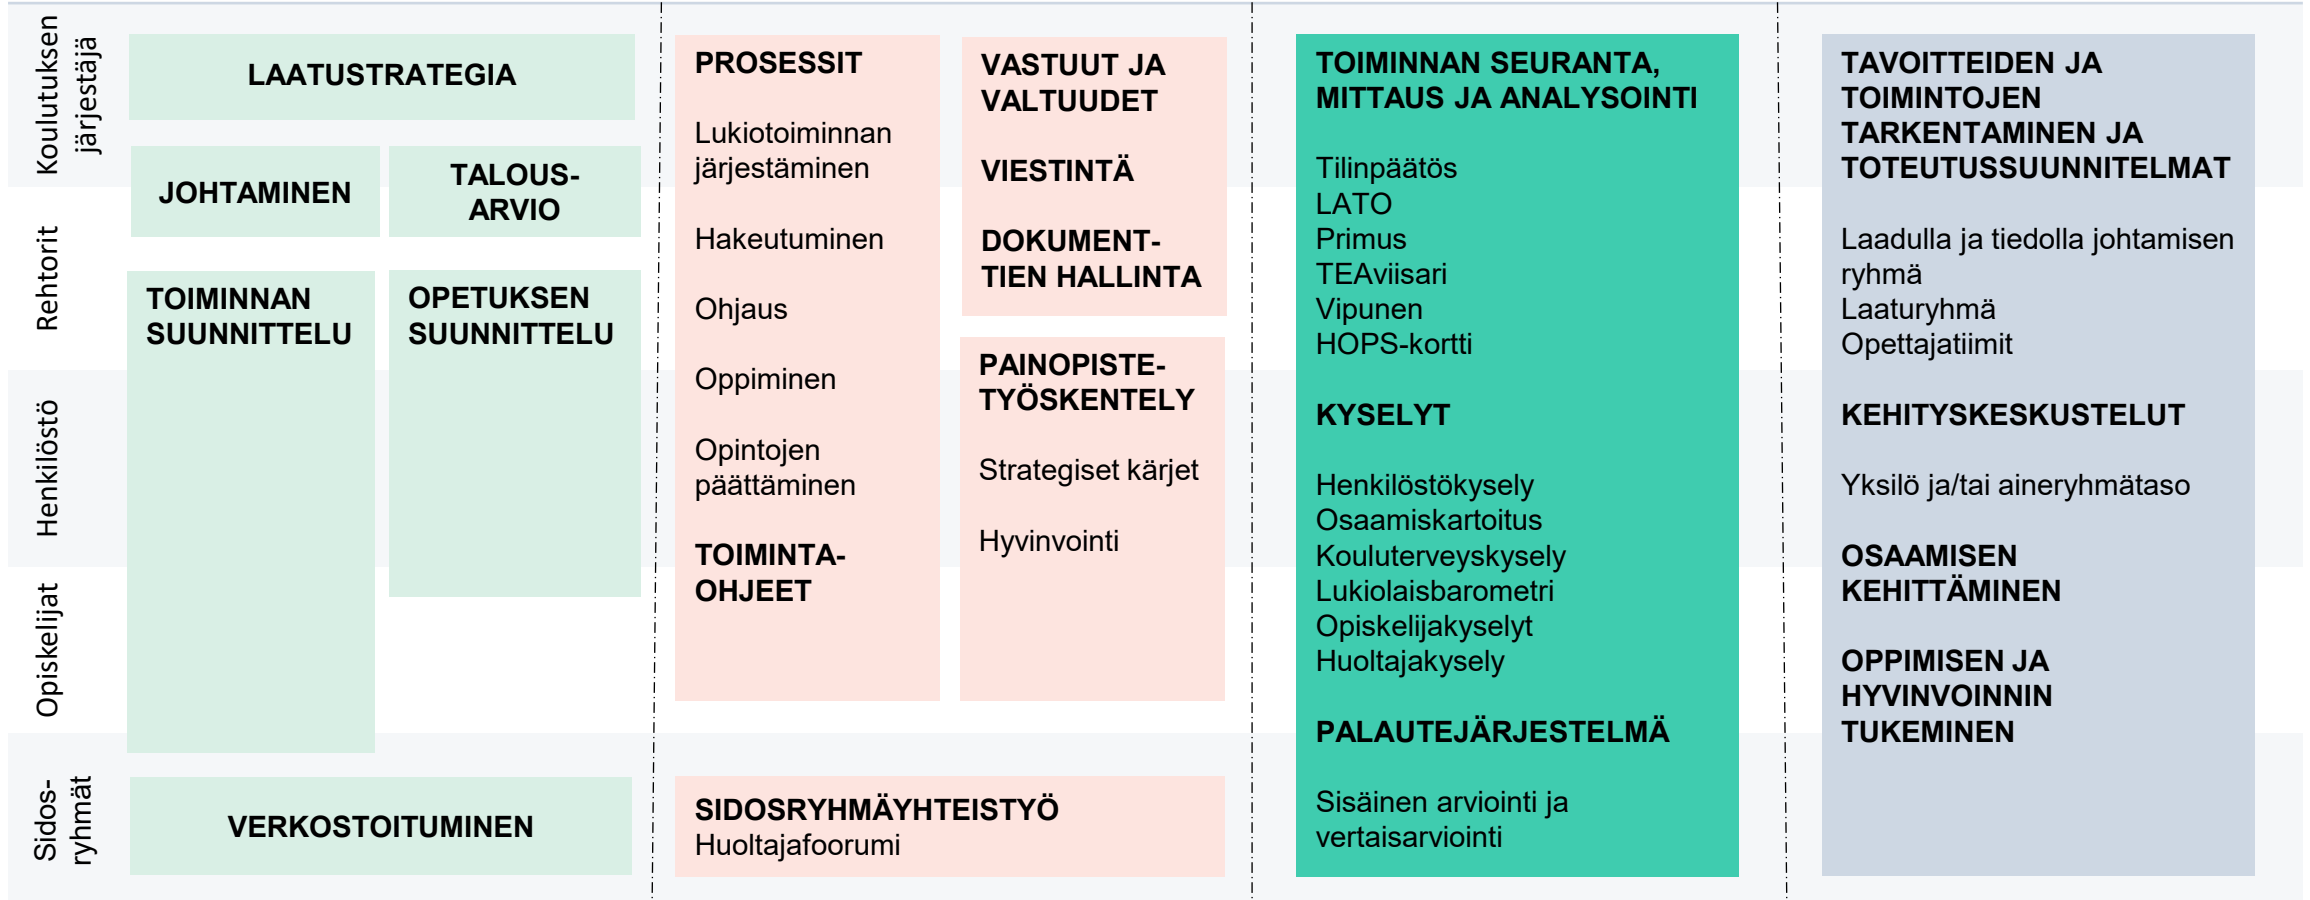 Koulutuksen
järjestäjä
Rehtorit
Henkilöstö
Opiskelijat
Sidos-
ryhmät
LAATUSTRATEGIA
JOHTAMINEN
TALOUS-
ARVIO
TOIMINNAN
SUUNNITTELU
OPETUKSEN
SUUNNITTELU
VERKOSTOITUMINEN
PROSESSIT
Lukiotoiminnan
järjestäminen
Hakeutuminen
Ohjaus
Oppiminen
Opintojen
päättäminen
TOIMINTA-
OHJEET
VASTUUT JA
VALTUUDET
VIESTINTÄ
DOKUMENT-
TIEN HALLINTA
PAINOPISTE-
TYÖSKENTELY
Strategiset kärjet
Hyvinvointi
SIDOSRYHMÄYHTEISTYÖ
Huoltajafoorumi
TOIMINNAN SEURANTA,
MITTAUS JA ANALYSOINTI
Tilinpäätös
LATO
Primus
TEAviisari
Vipunen
HOPS-kortti
KYSELYT
Henkilöstökysely
Osaamiskartoitus
Kouluterveyskysely
Lukiolaisbarometri
Opiskelijakyselyt
Huoltajakysely
PALAUTEJÄRJESTELMÄ
Sisäinen arviointi ja
vertaisarviointi
TAVOITTEIDEN JA
TOIMINTOJEN
TARKENTAMINEN JA
TOTEUTUSSUUNNITELMAT
Laadulla ja tiedolla johtamisen
ryhmä
Laaturyhmä
Opettajatiimit
KEHITYSKESKUSTELUT
Yksilö ja/tai aineryhmätaso
OSAAMISEN
KEHITTÄMINEN
OPPIMISEN JA
HYVINVOINNIN
TUKEMINEN